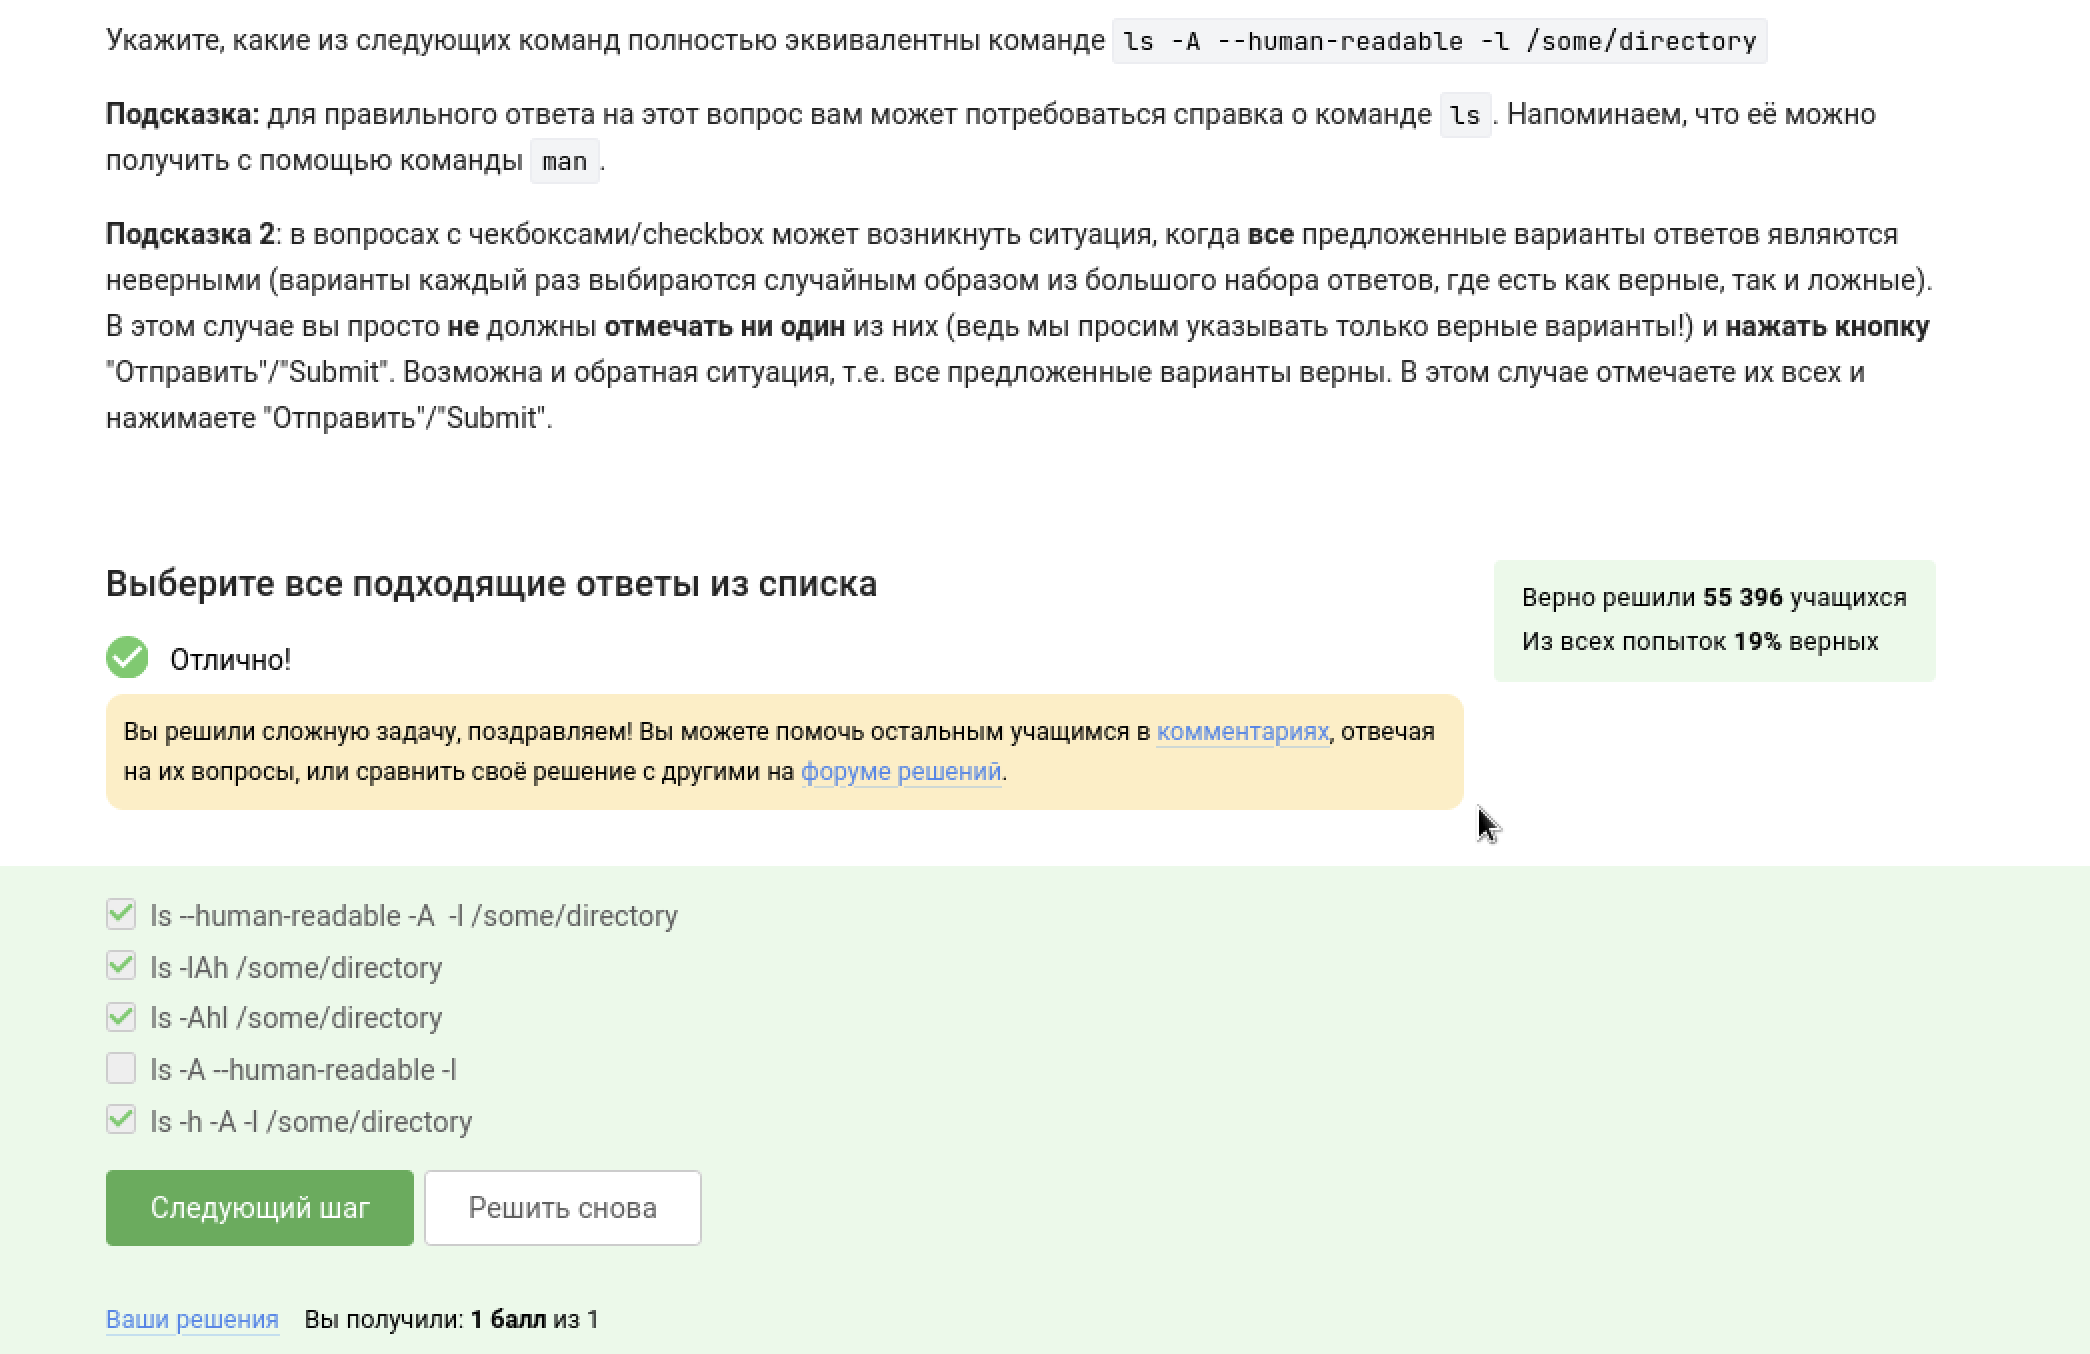 Укажите, какие из следующих команд полностью эквивалентны команде ls -A --human-readable -l /some/directory
Подсказка: для правильного ответа на этот вопрос вам может потребоваться справка о команде ls. Напоминаем, что её можно
получить с помощью команды man.
Подсказка 2: в вопросах с чекбоксами/checkbox может возникнуть ситуация, когда все предложенные варианты ответов являются
неверными (варианты каждый раз выбираются случайным образом из большого набора ответов, где есть как верные, так и ложные).
В этом случае вы просто не должны отмечать ни один из них (ведь мы просим указывать только верные варианты!) и нажать кнопку
"Отправить"/"Submit". Возможна и обратная ситуация, т.е. все предложенные варианты верны. В этом случае отмечаете их всех и
нажимаете "Отправить"/"Submit".
Выберите все подходящие ответы из списка
Верно решили 55 396 учащихся
Из всех попыток 19% верных
Отлично!
Вы решили сложную задачу, поздравляем! Вы можете помочь остальным учащимся в комментариях, отвечая
на их вопросы, или сравнить своё решение с другими на форуме решений.
ls --human-readable -A  -l /some/directory
ls -lAh /some/directory
ls -Ahl /some/directory
ls -A --human-readable -l
ls -h -A -l /some/directory
Следующий шаг Решить снова
Ваши решения Вы получили: 1 балл из 1